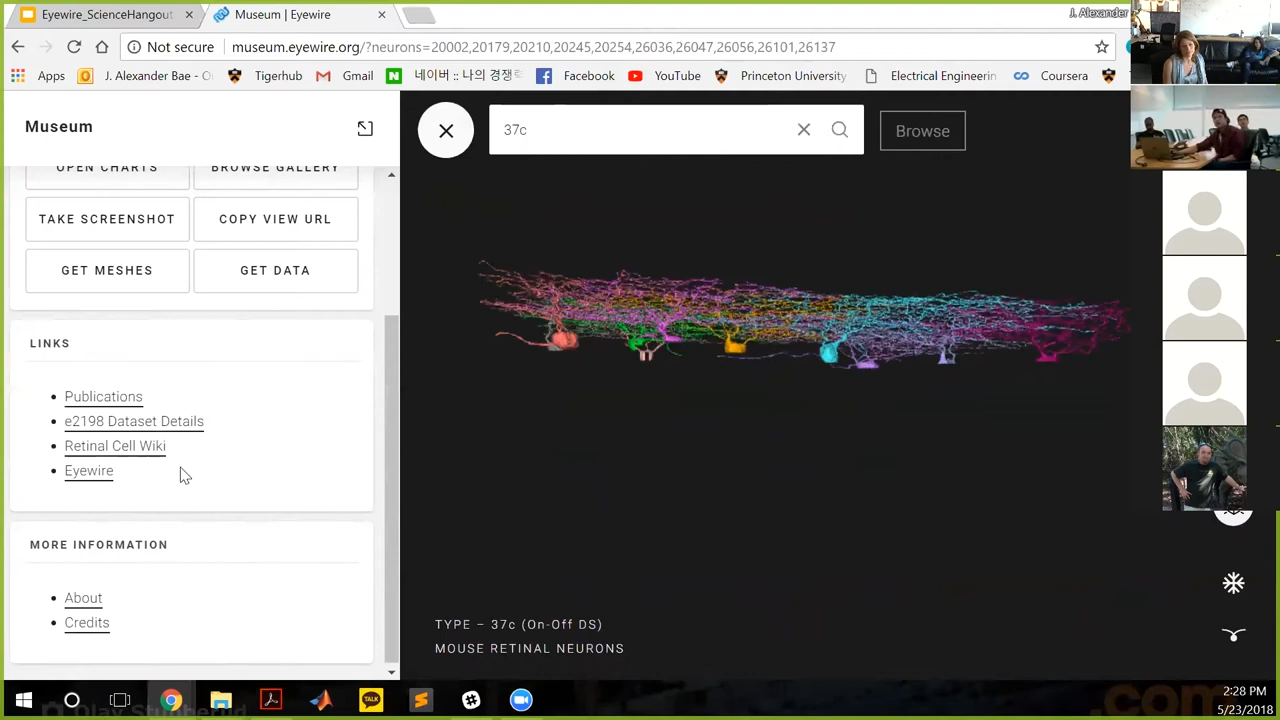 Eyewire_ScienceHangout
Museum | Eyewire
J. Alexander
Not secure
museum.eyewire.org/?neurons=20002,20179,20210,20245,20254,26036,26047,26056,26101,26137
Apps
J. Alexander Bae - O
Tigerhub
Gmail
네이버 :: 나의 경쟁력
Facebook
YouTube
Princeton University
Electrical Engineerin
Coursera
Museum
37c
Browse
OPEN CHARTS
BROWSE GALLERY
TAKE SCREENSHOT
COPY VIEW URL
GET MESHES
GET DATA
LINKS
Publications
e2198 Dataset Details
Retinal Cell Wiki
Eyewire
MORE INFORMATION
About
Credits
TYPE – 37c (On-Off DS)
MOUSE RETINAL NEURONS
TALK
2:28 PM
5/23/2018
.com